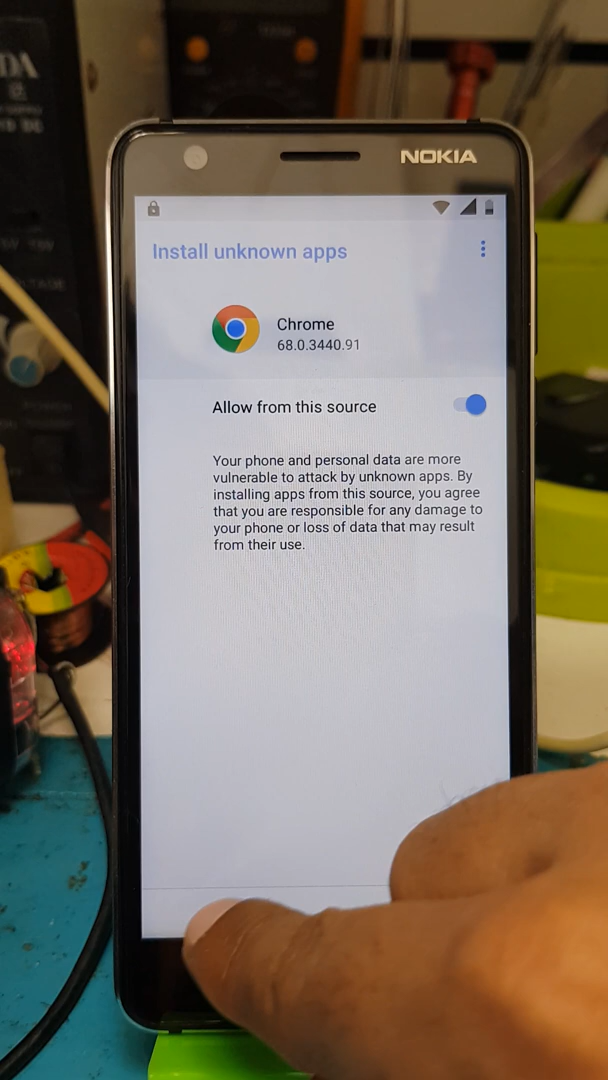 NOKIA
Install unknown apps
Chrome
68.0.3440.91
Allow from this source
Your phone and personal data are more
vulnerable to attack by unknown apps. By
installing apps from this source, you agree
that you are responsible for any damage to
your phone or loss of data that may result
from their use.